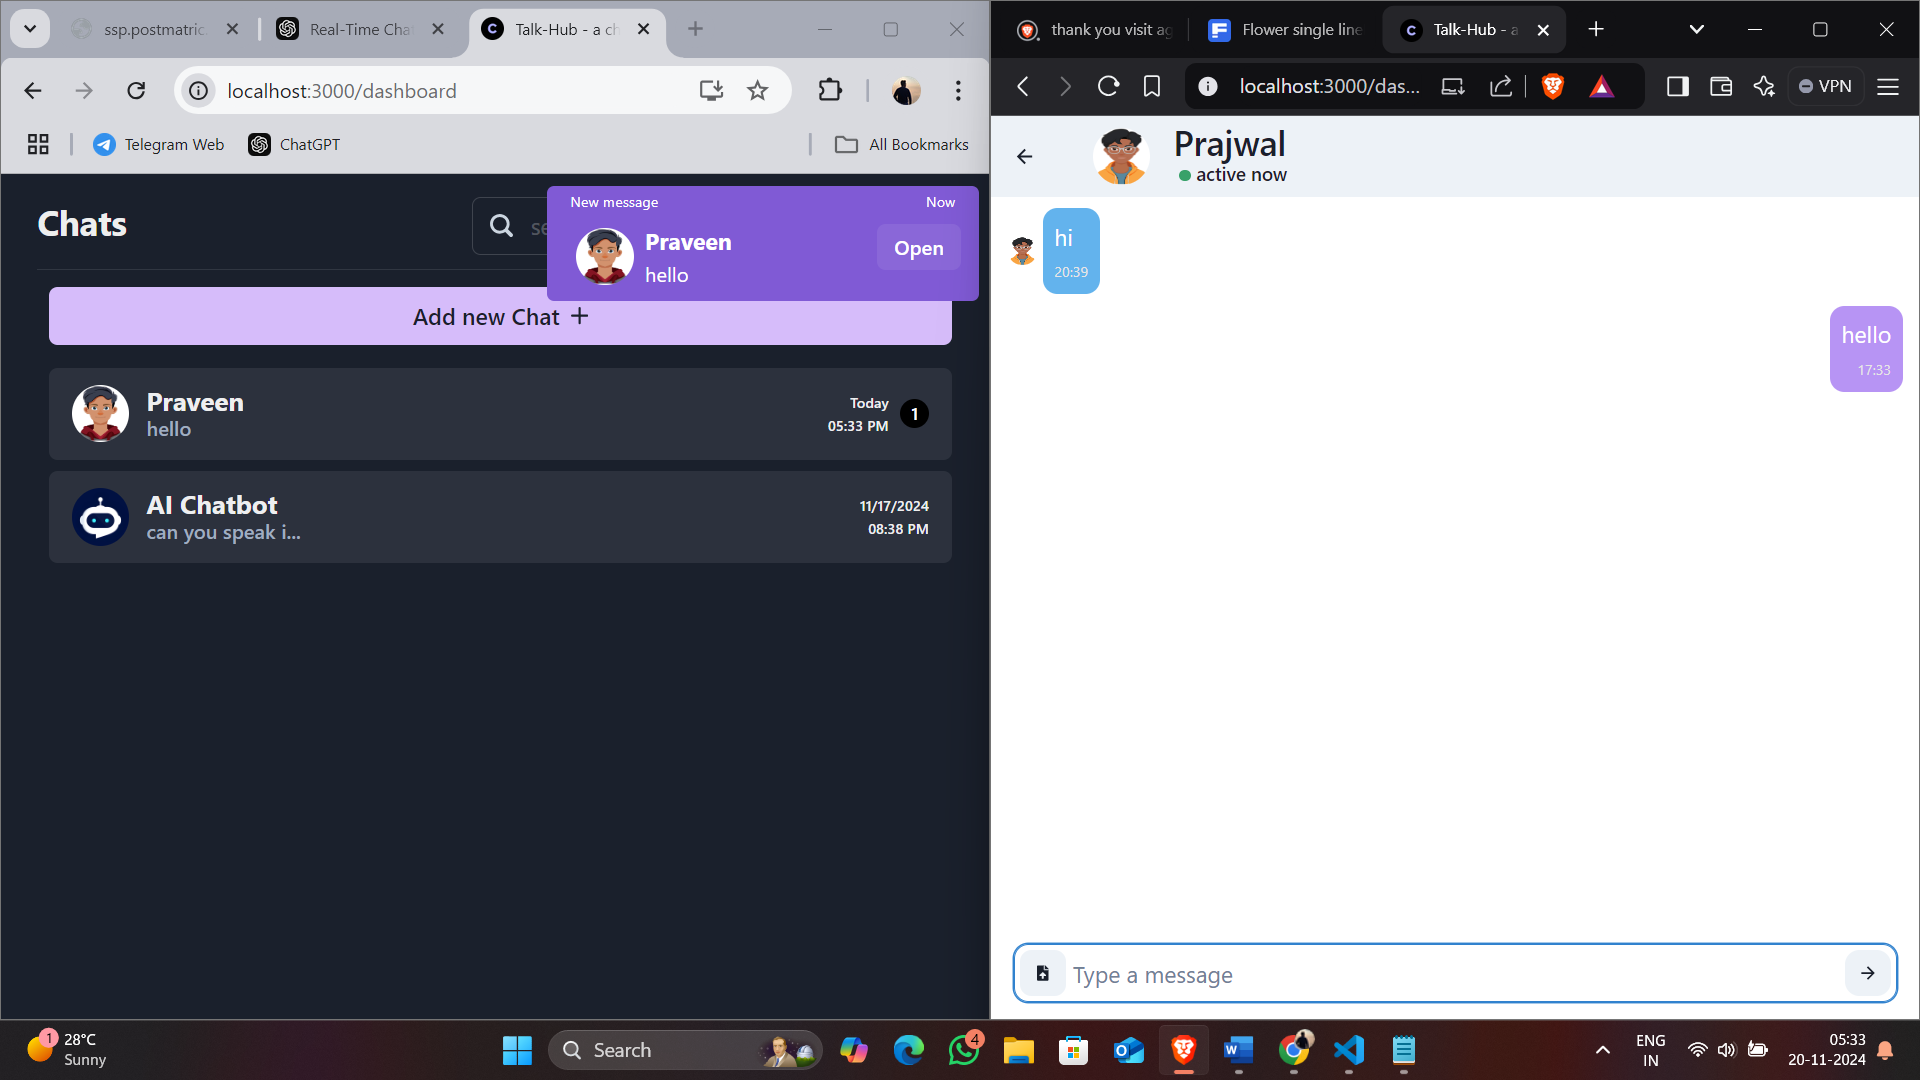 ssp.postmatric
Real-Time Cha
Talk-Hub - a ch
localhost:3000/dashboard
Telegram Web
ChatGPT
All Bookmarks
Chats
se
New message
Now
Praveen
hello
Open
Add new Chat +
Praveen
hello
Today
05:33 PM
1
AI Chatbot
can you speak i...
11/17/2024
08:38 PM
thank you visit ag
Flower single line
Talk-Hub - a
localhost:3000/das...
VPN
Prajwal
active now
hi
20:39
hello
17:33
Type a message
1
28°C
Sunny
Search
4
ENG
IN
05:33
20-11-2024